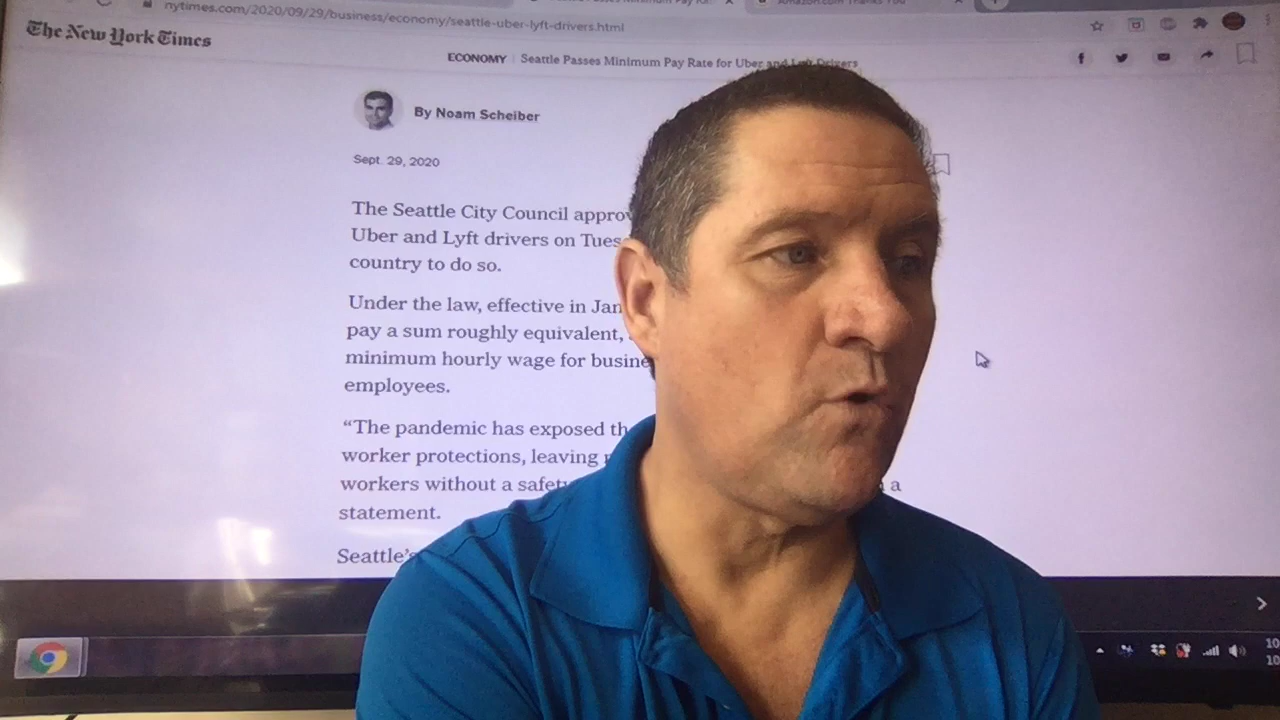 nytimes.com/2020/09/29/business/economy/seattle-uber-lyft-drivers.html
The New York Times
ECONOMY | Seattle Passes Minimum Pay Rate for Uber and Lyft Drivers
By Noam Scheiber
Sept. 29, 2020
The Seattle City Council approv
Uber and Lyft drivers on Tues
country to do so.
Under the law, effective in Jan
pay a sum roughly equivalent,
minimum hourly wage for busine
employees.
“The pandemic has exposed th
worker protections, leaving
workers without a safet a
statement.
Seattle’s
10
10